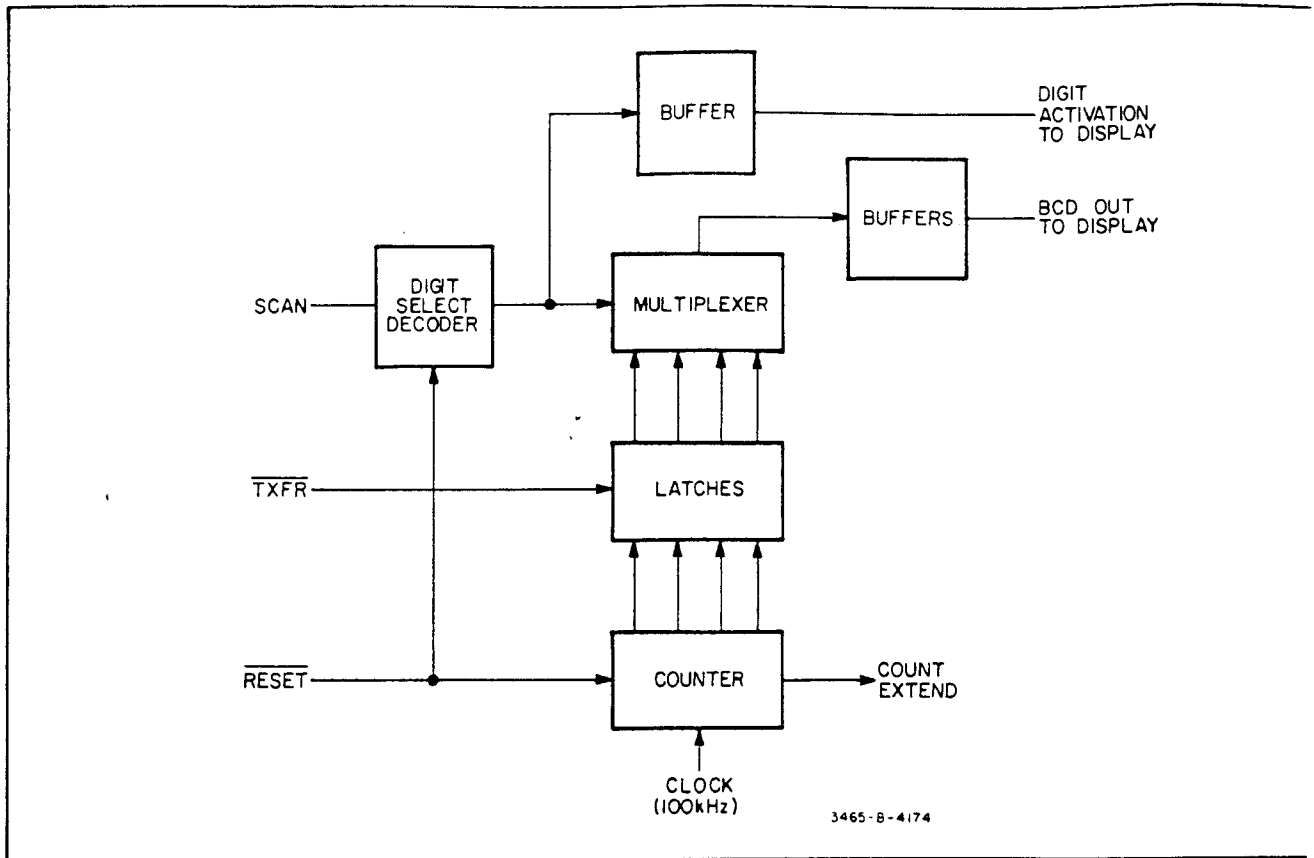 BUFFER
DIGIT
ACTIVATION
TO DISPLAY
BUFFERS
BCD OUT
TO DISPLAY
SCAN
DIGIT
SELECT
DECODER
MULTIPLEXER
TXFR
LATCHES
RESET
COUNTER
COUNT
EXTEND
CLOCK
(100kHz)
3465-B-4174